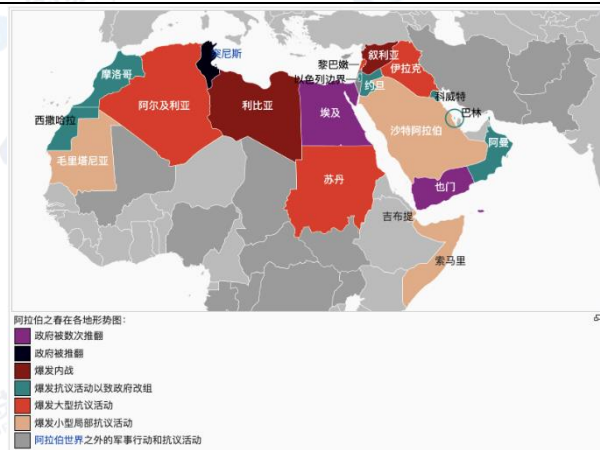 突尼斯
摩洛哥
叙利亚
黎巴嫩
伊拉克
以色列边界
约旦
阿尔及利亚
利比亚
埃及
科威特
巴林
西撒哈拉
沙特阿拉伯
阿曼
毛里塔尼亚
苏丹
也门
吉布提
索马里
阿拉伯之春在各地形势图:
政府被数次推翻
政府被推翻
爆发内战
爆发抗议活动以致政府改组
爆发大型抗议活动
爆发小型局部抗议活动
阿拉伯世界之外的军事行动和抗议活动